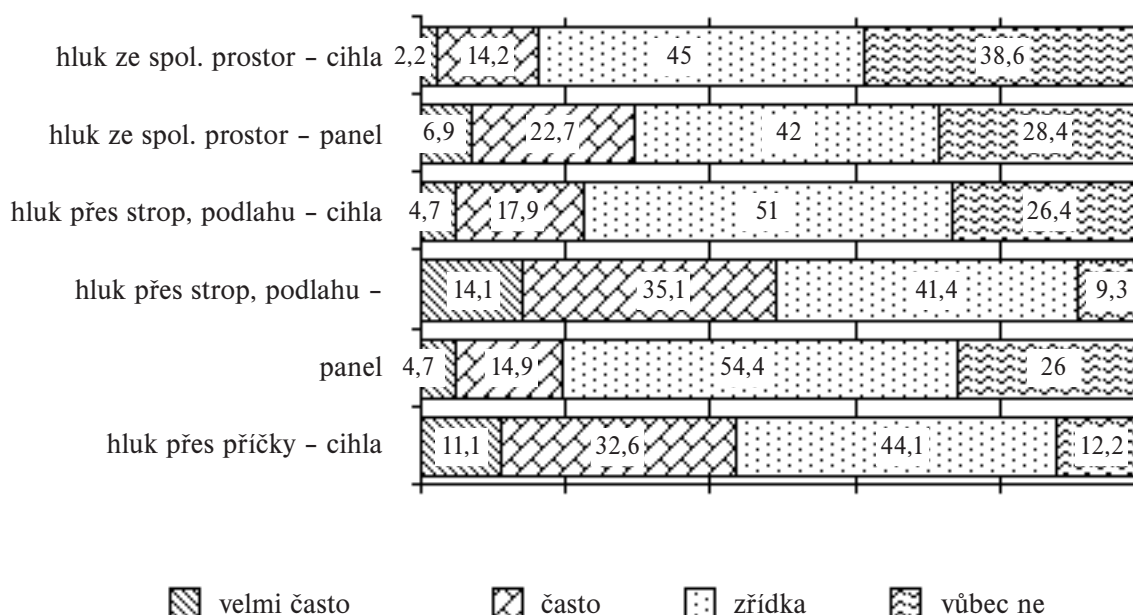 hluk ze spol. prostor – cihla 2,2 14,2 45 38,6
hluk ze spol. prostor – panel 6,9 22,7 42 28,4
hluk přes strop, podlahu – cihla 4,7 17,9 51 26,4
hluk přes strop, podlahu – 14,1 35,1 41,4 9,3
panel 4,7 14,9 54,4 26
hluk přes příčky – cihla 11,1 32,6 44,1 12,2
velmi často často zřídka vůbec ne